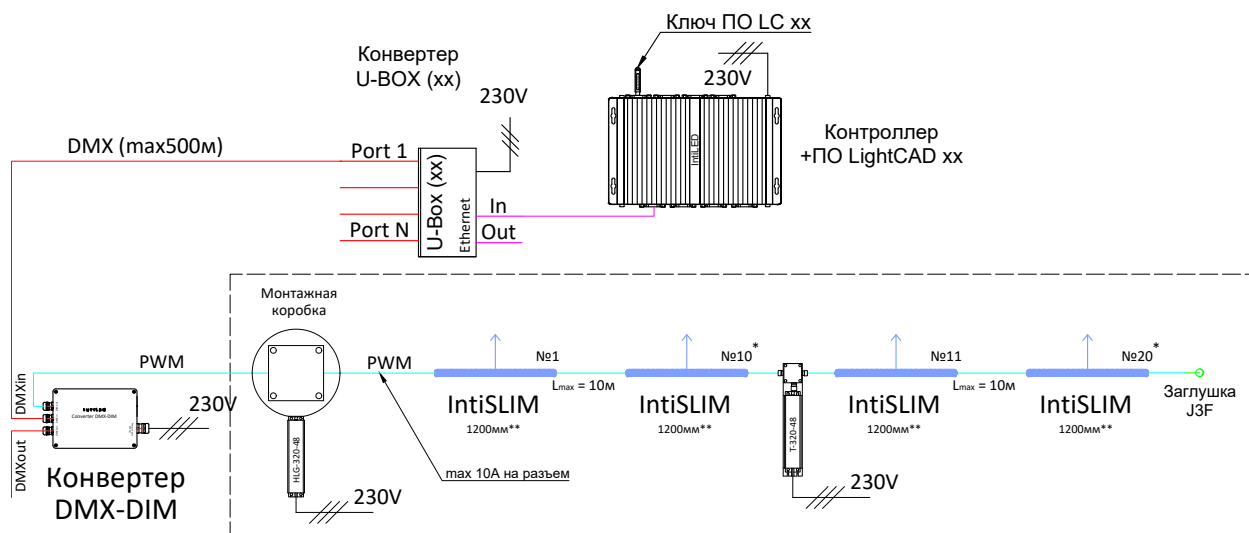 Ключ ПО LC xx
Конвертер
U-BOX (xx)
230V
230V
IntiLED
Контроллер
+ПО LightCAD xx
DMX (max500м)
Port 1
Port N
U-Box (xx)
Ethernet
In
Out
Монтажная
коробка
PWM
PWM
№1
№10*
№11
№20*
Lmax = 10м
Lmax = 10м
IntiSLIM
1200мм**
IntiSLIM
1200мм**
IntiSLIM
1200мм**
IntiSLIM
1200мм**
Заглушка
J3F
DMXin
DMXout
Converter DMX-DIM
230V
Конвертер
DMX-DIM
HLG-320-48
230V
max 10А на разъем
T-320-48
230V